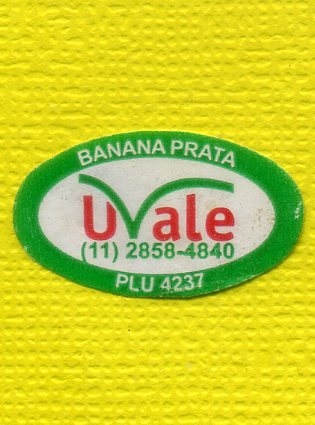 BANANA PRATA
UVale
(11) 2858-4840
PLU 4237